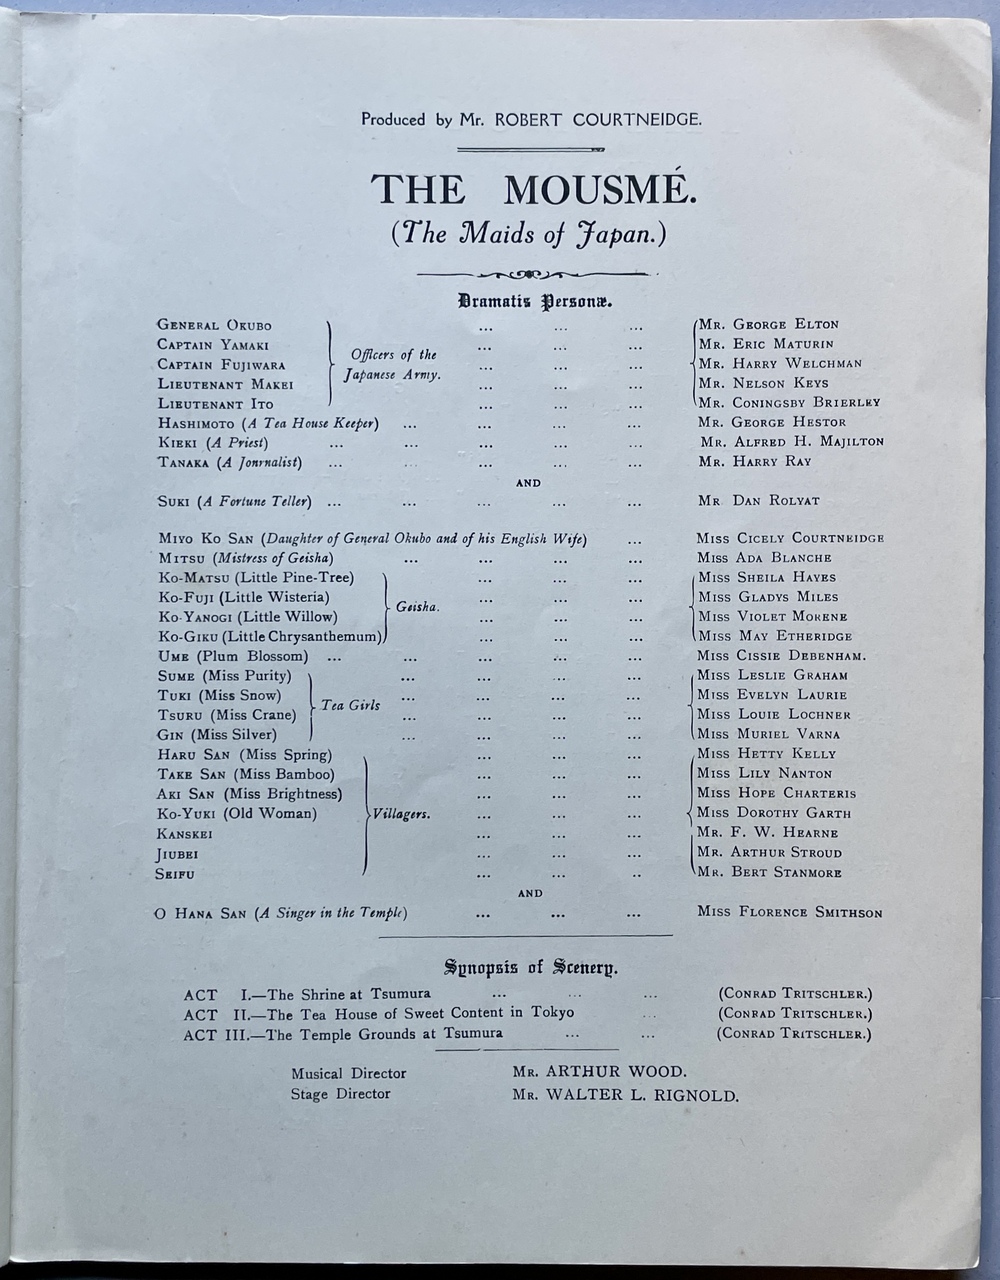 Produced by Mr. ROBERT COURTNEIDGE.
THE MOUSMÉ.
(The Maids of Japan.)
Dramatis Personæ.
General Okubo ... ... ... Mr. George Elton
Captain Yamaki ... ... ... Mr. Eric Maturin
Officers of the
Captain Fujiwara ... ... ... Mr. Harry Welchman
Japanese Army.
Lieutenant Makei ... ... ... Mr. Nelson Keys
Lieutenant Ito ... ... ... Mr. Coningsby Brierley
Hashimoto (A Tea House Keeper) ... ... ... ... Mr. George Hestor
Kieki (A Priest) ... ... ... ... ... Mr. Alfred H. Majilton
Tanaka (A Jonrnalist) ... ... ... ... ... Mr. Harry Ray
AND
Suki (A Fortune Teller) ... ... ... ... ... Mr Dan Rolyat
Miyo Ko San (Daughter of General Okubo and of his English Wife) ... Miss Cicely Courtneidge
Mitsu (Mistress of Geisha) ... ... ... ... Miss Ada Blanche
Ko-Matsu (Little Pine-Tree) ... ... ... Miss Sheila Hayes
Ko-Fuji (Little Wisteria) ... ... ... Miss Gladys Miles
Geisha.
Ko-Yanogi (Little Willow) ... ... ... Miss Violet Morene
Ko-Giku (Little Chrysanthemum) ... ... ... Miss May Etheridge
Ume (Plum Blossom) ... ... ... ... ... Miss Cissie Debenham.
Sume (Miss Purity) ... ... ... ... Miss Leslie Graham
Tuki (Miss Snow) ... ... ... ... Miss Evelyn Laurie
Tea Girls
Tsuru (Miss Crane) ... ... ... ... Miss Louie Lochner
Gin (Miss Silver) ... ... ... ... Miss Muriel Varna
Haru San (Miss Spring) ... ... ... Miss Hetty Kelly
Take San (Miss Bamboo) ... ... ... Miss Lily Nanton
Aki San (Miss Brightness) ... ... ... Miss Hope Charteris
Ko-Yuki (Old Woman) Villagers. ... ... ... Miss Dorothy Garth
Kanskei ... ... ... Mr. F. W. Hearne
Jiubei ... ... ... Mr. Arthur Stroud
Seifu ... ... .. Mr. Bert Stanmore
AND
O Hana San (A Singer in the Temple) ... ... ... Miss Florence Smithson
Synopsis of Scenery.
ACT I.—The Shrine at Tsumura ... ... ... (Conrad Tritschler.)
ACT II.—The Tea House of Sweet Content in Tokyo ... (Conrad Tritschler.)
ACT III.—The Temple Grounds at Tsumura ... ... (Conrad Tritschler.)
Musical Director Mr. ARTHUR WOOD.
Stage Director Mr. WALTER L. RIGNOLD.